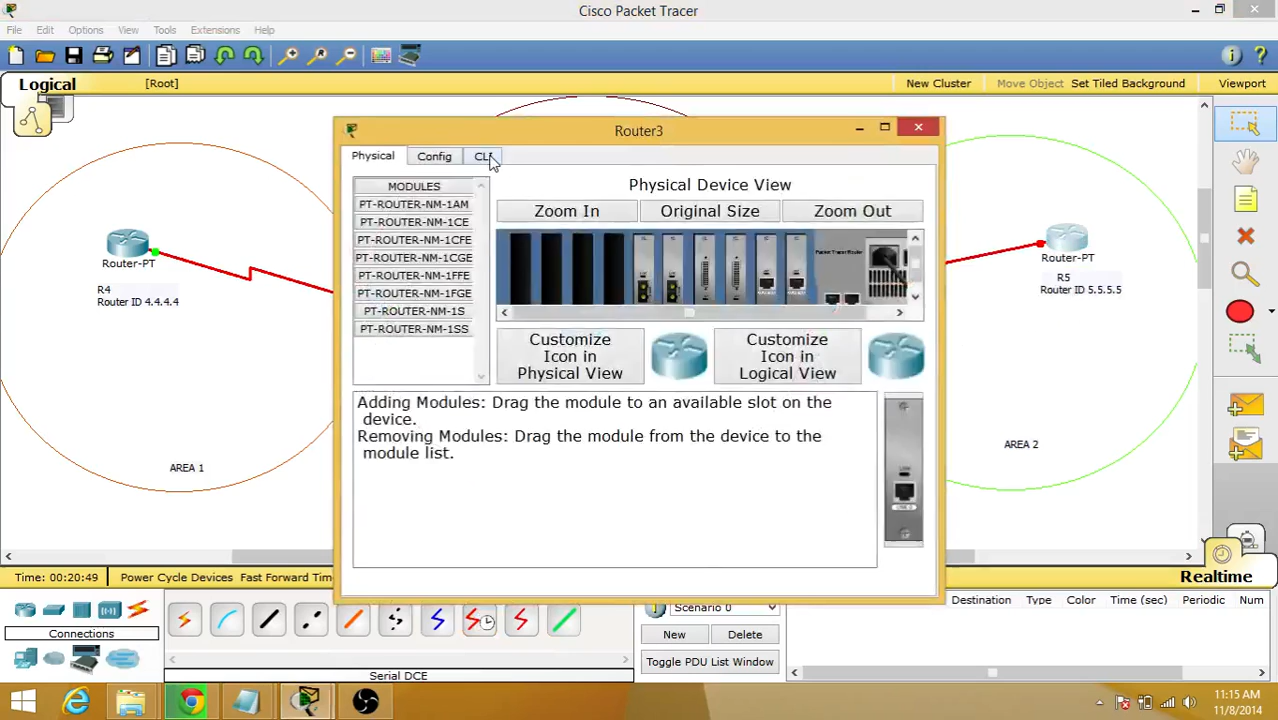 Cisco Packet Tracer
File Edit Options View Tools Extensions Help
Logical
[Root]
New Cluster
Move Object
Set Tiled Background
Viewport
Router3
Physical
Config
CLI
MODULES
PT-ROUTER-NM-1AM
PT-ROUTER-NM-1CE
PT-ROUTER-NM-1CFE
PT-ROUTER-NM-1CGE
PT-ROUTER-NM-1FFE
PT-ROUTER-NM-1FGE
PT-ROUTER-NM-1S
PT-ROUTER-NM-1SS
Physical Device View
Zoom In
Original Size
Zoom Out
Customize
Icon in
Physical View
Customize
Icon in
Logical View
Adding Modules: Drag the module to an available slot on the
device.
Removing Modules: Drag the module from the device to the
module list.
Router-PT
R4
Router ID 4.4.4.4
AREA 1
Router-PT
R5
Router ID 5.5.5.5
AREA 2
Time: 00:20:49
Power Cycle Devices
Fast Forward Tim
Realtime
Connections
Serial DCE
Scenario 0
New
Delete
Toggle PDU List Window
Destination
Type
Color
Time (sec)
Periodic
Num
11:15 AM
11/8/2014